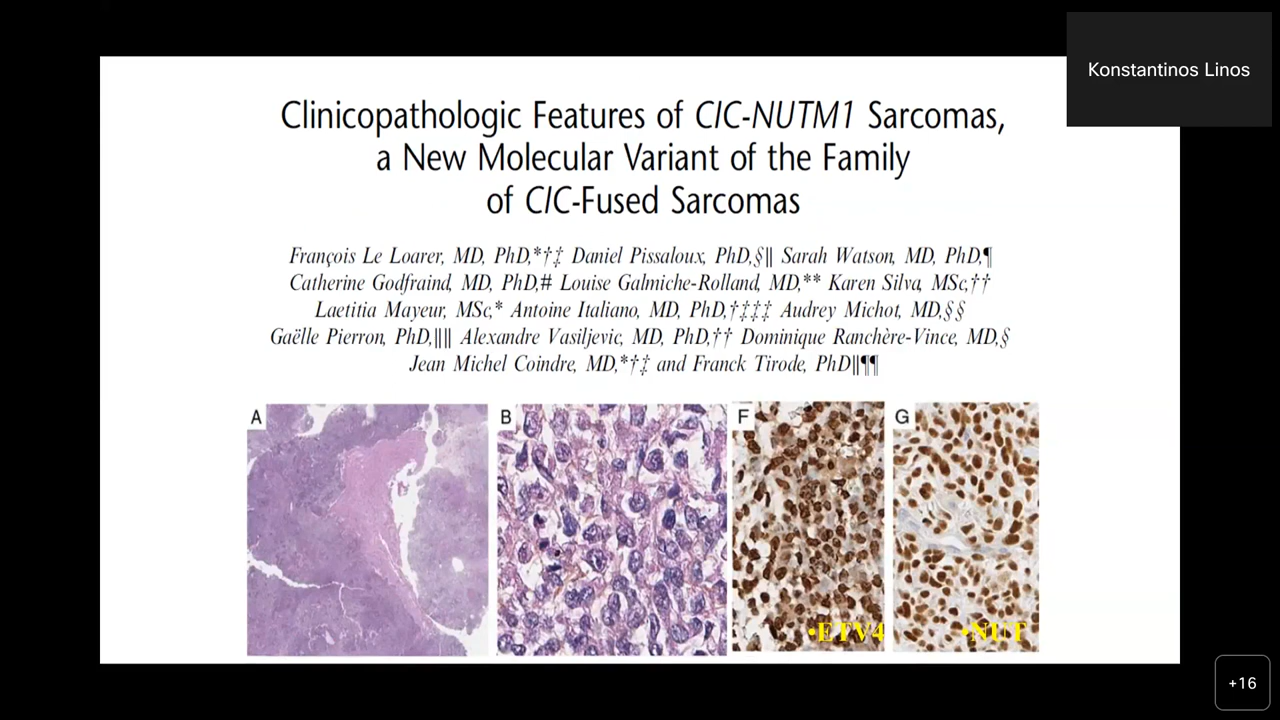 Konstantinos Linos
Clinicopathologic Features of CIC-NUTM1 Sarcomas,
a New Molecular Variant of the Family
of CIC-Fused Sarcomas
François Le Loarer, MD, PhD,*†‡ Daniel Pissaloux, PhD,§‖ Sarah Watson, MD, PhD,¶
Catherine Godfraind, MD, PhD,# Louise Galmiche-Rolland, MD,** Karen Silva, MSc,††
Laetitia Mayeur, MSc,* Antoine Italiano, MD, PhD,†‡‡‡ Audrey Michot, MD,§§
Gaëlle Pierron, PhD,‖‖ Alexandre Vasiljevic, MD, PhD,†† Dominique Ranchère-Vince, MD,§
Jean Michel Coindre, MD,*†‡ and Franck Tirode, PhD‖¶¶
A B F G
•ETV4 •NUT
+16